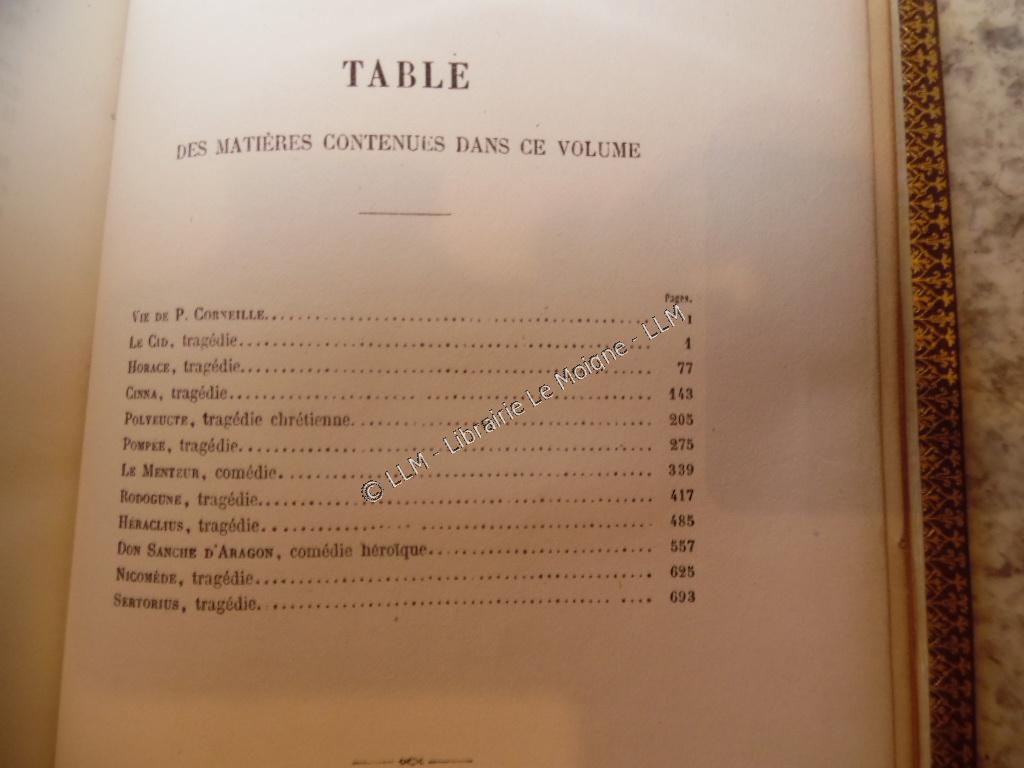 TABLE
DES MATIÈRES CONTENUES DANS CE VOLUME
Pages.
VIE DE P. CORNEILLE. I
LE CID, tragédie. 1
HORACE, tragédie. 77
CINNA, tragédie. 143
POLYEUCTE, tragédie chrétienne. 205
POMPÉE, tragédie. 275
LE MENTEUR, comédie. 339
RODOGUNE, tragédie. 417
HÉRACLIUS, tragédie. 485
DON SANCHE D'ARAGON, comédie héroïque. 557
NICOMÈDE, tragédie. 625
SERTORIUS, tragédie. 693
© LLM - Librairie Le Moigne - LLM